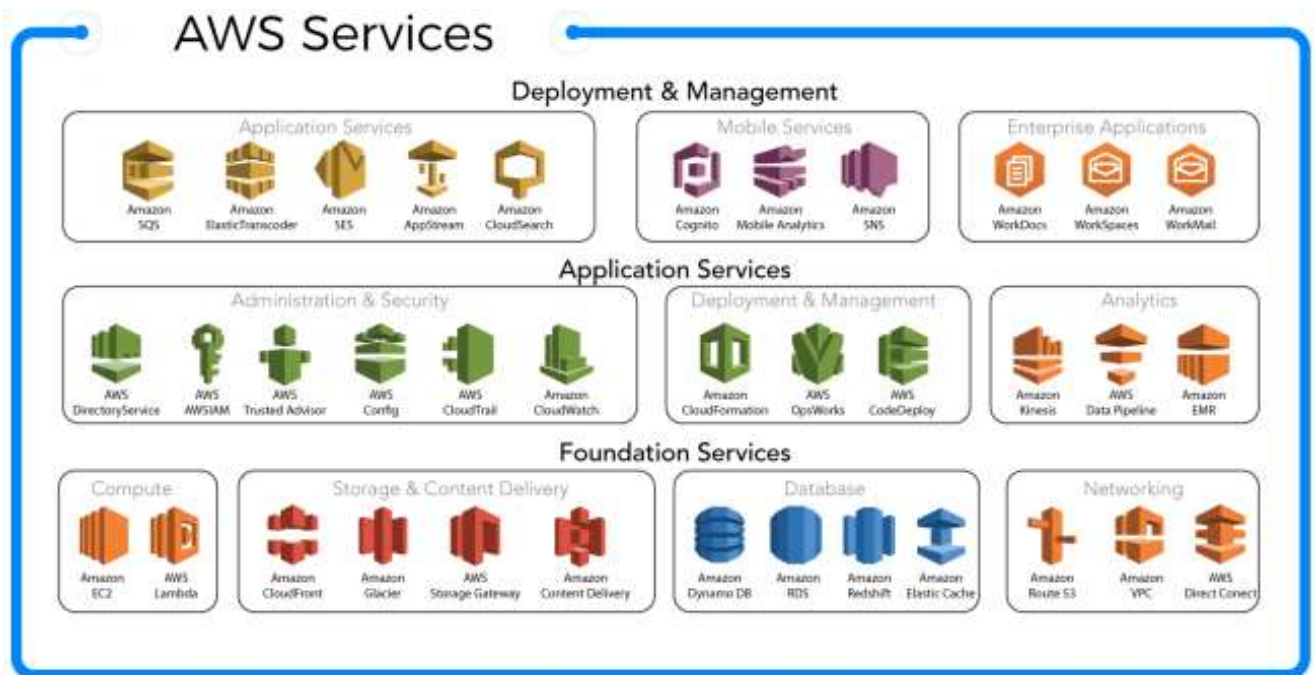 AWS Services
Deployment & Management
Application Services
Amazon SQS
Amazon ElasticTranscoder
Amazon SES
Amazon AppStream
Amazon CloudSearch
Mobile Services
Amazon Cognito
Amazon Mobile Analytics
Amazon SNS
Enterprise Applications
Amazon WorkDocs
Amazon WorkSpaces
Amazon WorkMail
Application Services
Administration & Security
AWS DirectoryService
AWS AWSIAM
AWS Trusted Advisor
AWS Config
AWS CloudTrail
Amazon CloudWatch
Deployment & Management
Amazon CloudFormation
AWS OpsWorks
AWS CodeDeploy
Analytics
Amazon Kinesis
AWS Data Pipeline
Amazon EMR
Foundation Services
Compute
Amazon EC2
AWS Lambda
Storage & Content Delivery
Amazon CloudFront
Amazon Glacier
AWS Storage Gateway
Amazon Content Delivery
Database
Amazon Dynamo DB
Amazon RDS
Amazon Redshift
Amazon Elastic Cache
Networking
Amazon Route 53
Amazon VPC
AWS Direct Conect